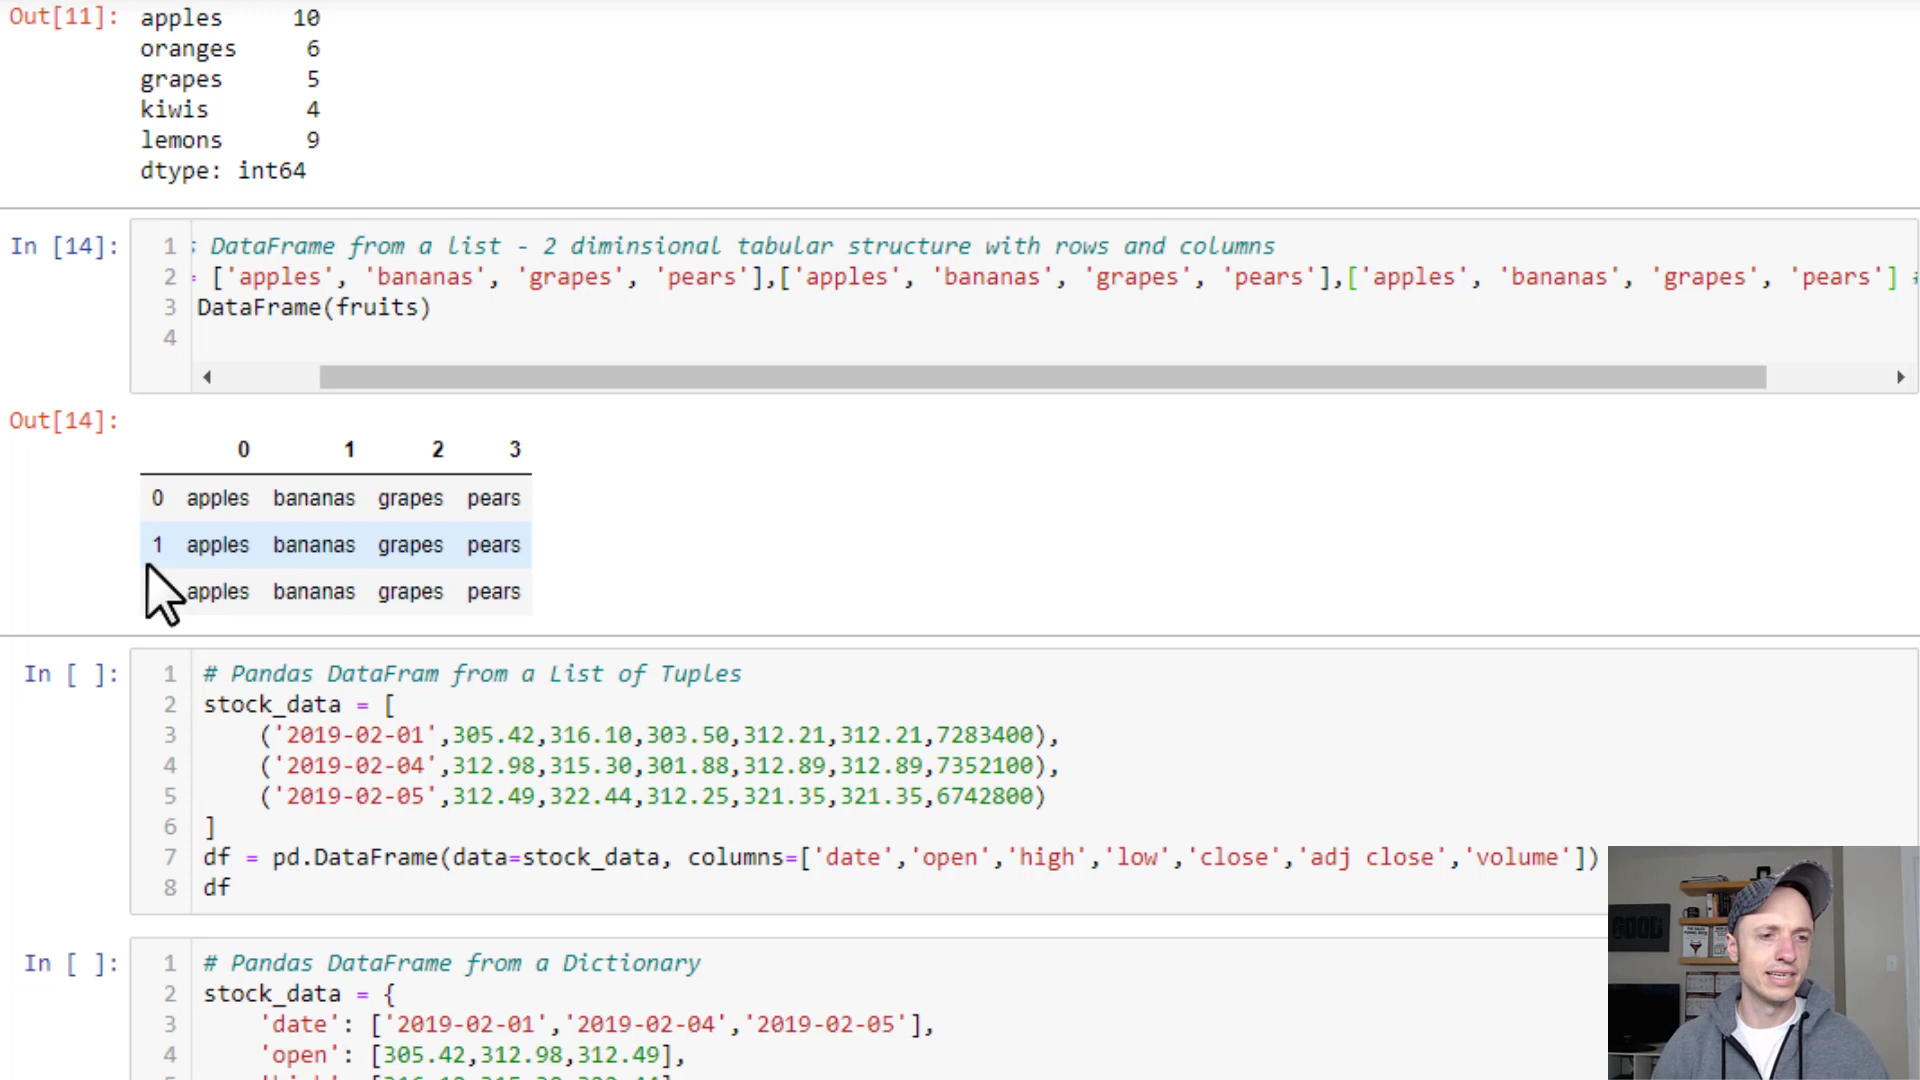 Out[11]: apples 10
oranges 6
grapes 5
kiwis 4
lemons 9
dtype: int64
In [14]: 1 DataFrame from a list - 2 diminsional tabular structure with rows and columns
2 = ['apples', 'bananas', 'grapes', 'pears'],['apples', 'bananas', 'grapes', 'pears'],['apples', 'bananas', 'grapes', 'pears'] #
3 DataFrame(fruits)
4
Out[14]:
0 1 2 3
0 apples bananas grapes pears
1 apples bananas grapes pears
apples bananas grapes pears
In [ ]: 1 # Pandas DataFram from a List of Tuples
2 stock_data = [
3 ('2019-02-01',305.42,316.10,303.50,312.21,312.21,7283400),
4 ('2019-02-04',312.98,315.30,301.88,312.89,312.89,7352100),
5 ('2019-02-05',312.49,322.44,312.25,321.35,321.35,6742800)
6 ]
7 df = pd.DataFrame(data=stock_data, columns=['date','open','high','low','close','adj close','volume'])
8 df
In [ ]: 1 # Pandas DataFrame from a Dictionary
2 stock_data = {
3 'date': ['2019-02-01','2019-02-04','2019-02-05'],
4 'open': [305.42,312.98,312.49],
GOOD